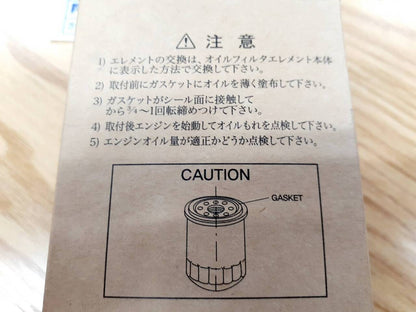 ⚠ 注意
1) エレメントの交換は、オイルフィルタエレメント本体
に表示した方法で交換して下さい。
2) 取付前にガスケットにオイルを薄く塗布して下さい。
3) ガスケットがシール面に接触して
から¾〜1回転締めつけて下さい。
4) 取付後エンジンを始動してオイルもれを点検して下さい。
5) エンジンオイル量が適正かどうか点検して下さい。
CAUTION
GASKET